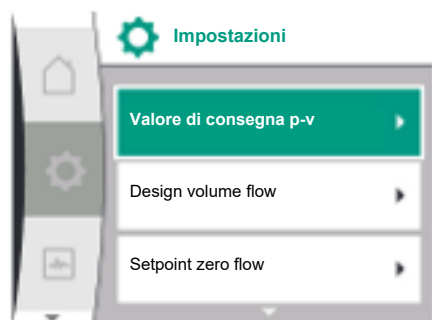 Impostazioni
Valore di consegna p-v
Design volume flow
Setpoint zero flow